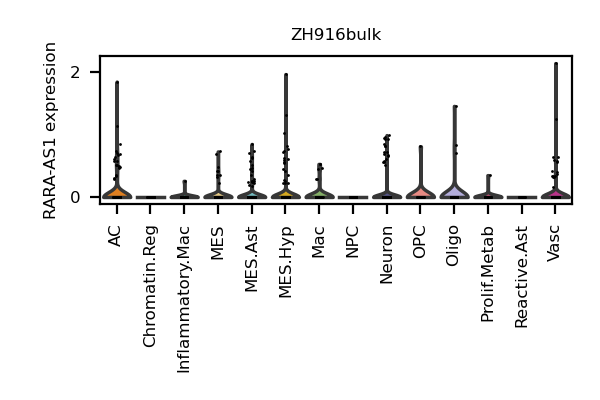 ZH916bulk
RARA-AS1 expression
2
0
AC
Chromatin.Reg
Inflammatory.Mac
MES
MES.Ast
MES.Hyp
Mac
NPC
Neuron
OPC
Oligo
Prolif.Metab
Reactive.Ast
Vasc